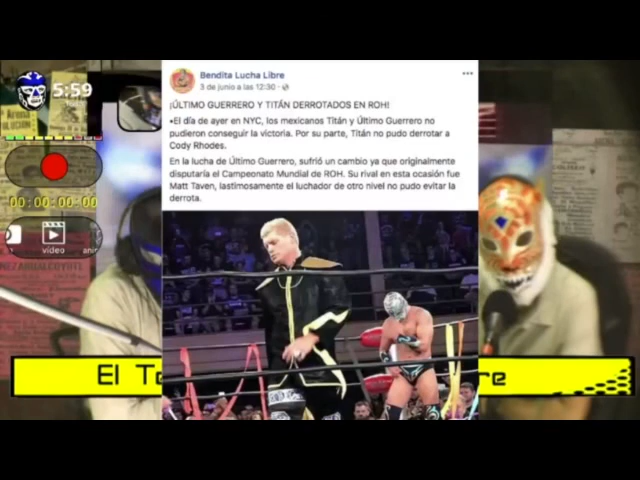 Bendita Lucha Libre
3 de junio a las 12:30 ·
¡ÚLTIMO GUERRERO Y TITÁN DERROTADOS EN ROH!
•El día de ayer en NYC, los mexicanos Titán y Último Guerrero no
pudieron conseguir la victoria. Por su parte, Titán no pudo derrotar a
Cody Rhodes.
En la lucha de Último Guerrero, sufrió un cambio ya que originalmente
disputaría el Campeonato Mundial de ROH. Su rival en esta ocasión fue
Matt Taven, lastimosamente el luchador de otro nivel no pudo evitar la
derrota.
5:59
00:00:00:00
video
El